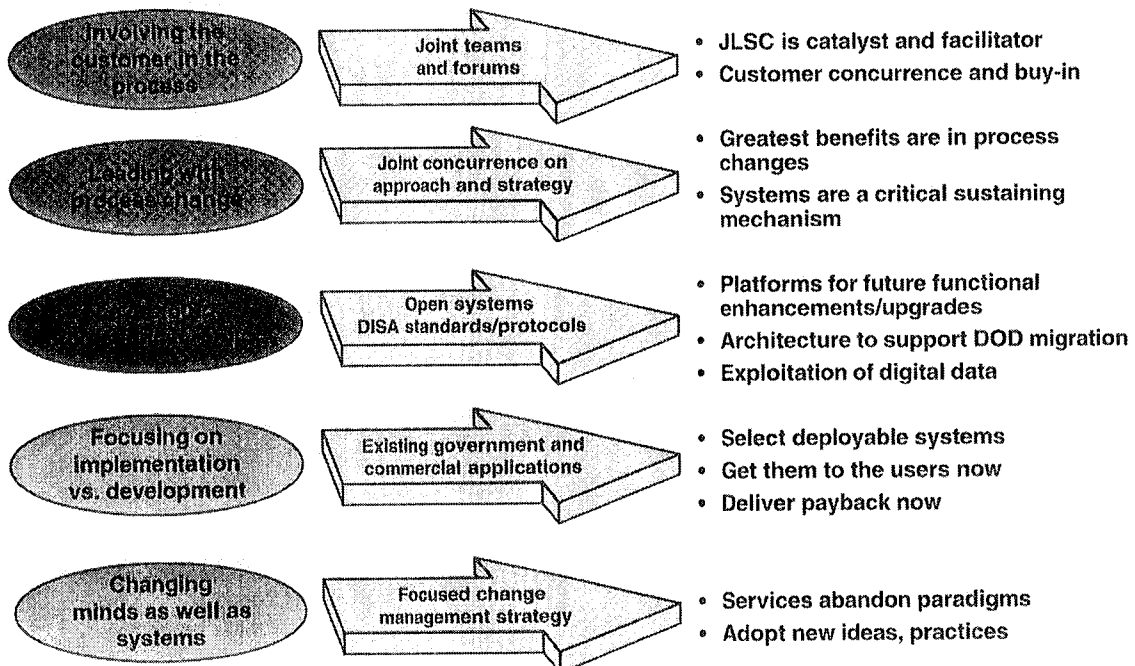 Involving the
customer in the
process
Joint teams
and forums
• JLSC is catalyst and facilitator
• Customer concurrence and buy-in
Leading with
process change
Joint concurrence on
approach and strategy
• Greatest benefits are in process
changes
• Systems are a critical sustaining
mechanism
Open systems
DISA standards/protocols
• Platforms for future functional
enhancements/upgrades
• Architecture to support DOD migration
• Exploitation of digital data
Focusing on
implementation
vs. development
Existing government and
commercial applications
• Select deployable systems
• Get them to the users now
• Deliver payback now
Changing
minds as well as
systems
Focused change
management strategy
• Services abandon paradigms
• Adopt new ideas, practices